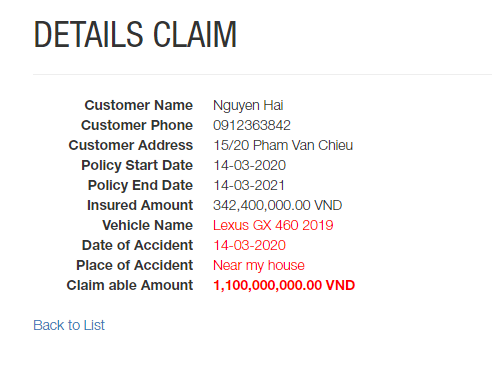 DETAILS CLAIM
Customer Name Nguyen Hai
Customer Phone 0912363842
Customer Address 15/20 Pham Van Chieu
Policy Start Date 14-03-2020
Policy End Date 14-03-2021
Insured Amount 342,400,000.00 VND
Vehicle Name Lexus GX 460 2019
Date of Accident 14-03-2020
Place of Accident Near my house
Claim able Amount 1,100,000,000.00 VND
Back to List